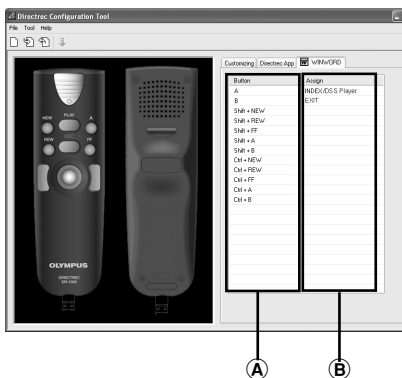 Directrec Configuration Tool
File Tool Help
Customizing Directrec App WINWORD
Button Assign
A INDEX/DSS Player
B EXIT
Shift + NEW
Shift + REW
Shift + FF
Shift + A
Shift + B
Ctrl + NEW
Ctrl + REW
Ctrl + FF
Ctrl + A
Ctrl + B
NEW PLAY A
REW FF
OLYMPUS
DIRECTREC
DR-1000
A B